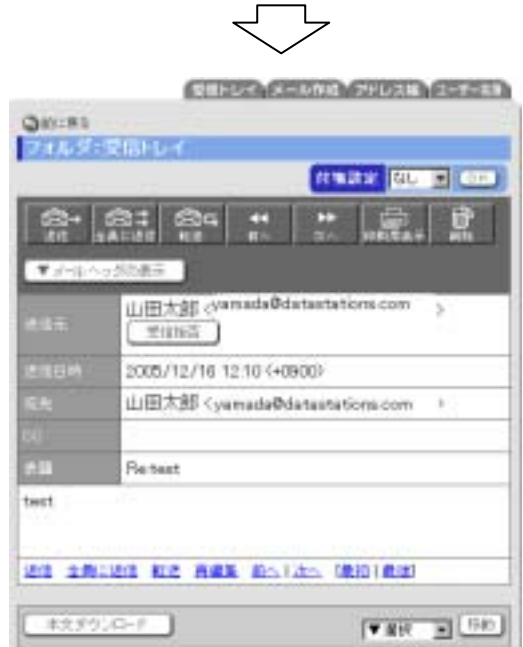 受信トレイ メール作成 アドレス帳 ユーザー情報
前に戻る
フォルダ:受信トレイ
付箋設定 なし
返信 全員に返信 転送 前へ 次へ 印刷用表示 削除
▼メールヘッダの表示
送信元 山田太郎 <yamada@datastations.com >
受信拒否
送信日時 2005/12/16 12:10 (+0900)
宛先 山田太郎 <yamada@datastations.com >
CC
表題 Re:test
test
返信 全員に返信 転送 再編集 前へ | 次へ [最初 | 最後]
本文ダウンロード ▼選択 移動